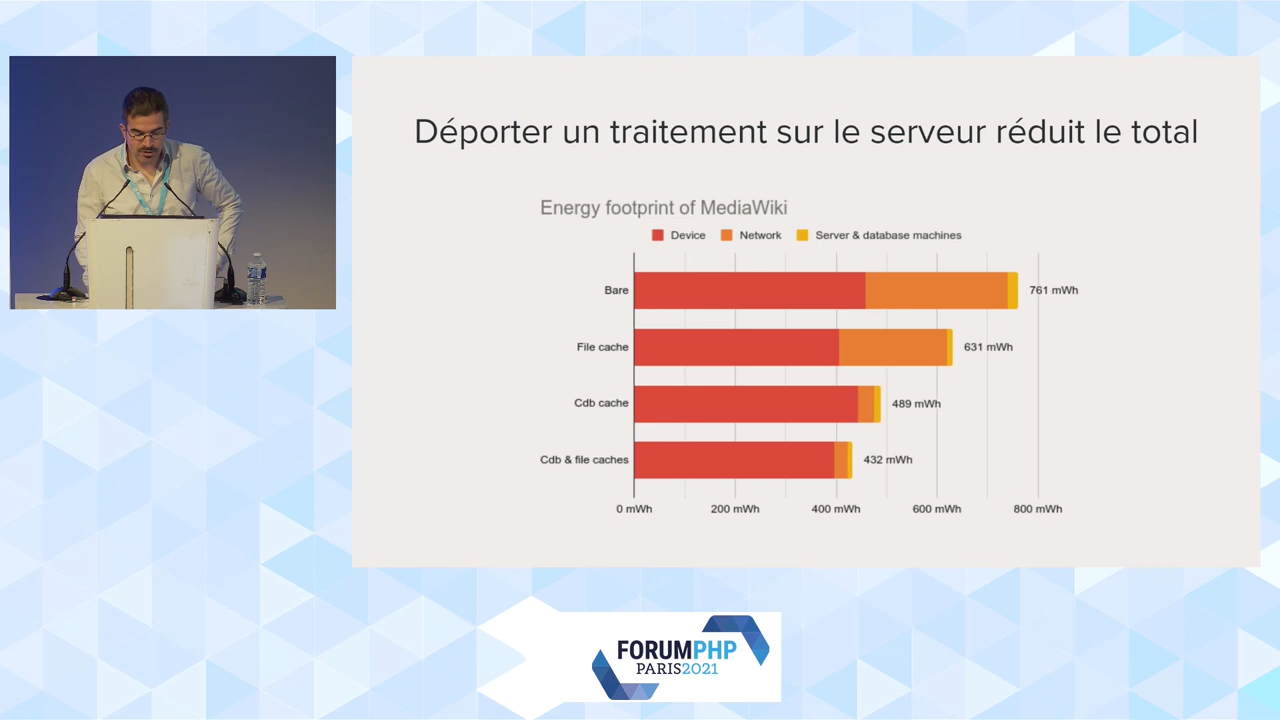 Déporter un traitement sur le serveur réduit le total
Energy footprint of MediaWiki
Device Network Server & database machines
Bare 761 mWh
File cache 631 mWh
Cdb cache 489 mWh
Cdb & file caches 432 mWh
0 mWh 200 mWh 400 mWh 600 mWh 800 mWh
FORUMPHP
PARIS2021